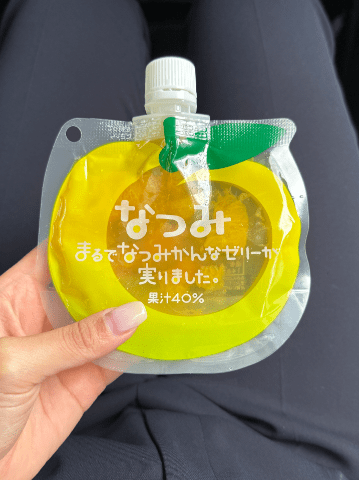 なつみ
まるでなつみかんなゼリーが
実りました。
果汁40%